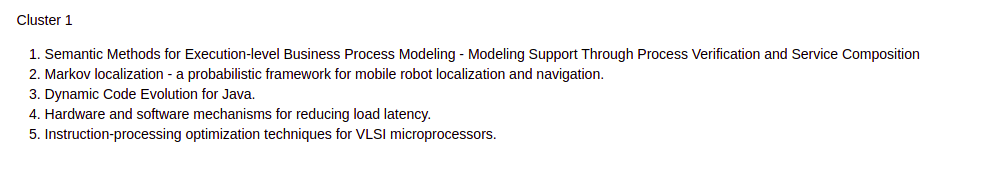 Cluster 1
1. Semantic Methods for Execution-level Business Process Modeling - Modeling Support Through Process Verification and Service Composition
2. Markov localization - a probabilistic framework for mobile robot localization and navigation.
3. Dynamic Code Evolution for Java.
4. Hardware and software mechanisms for reducing load latency.
5. Instruction-processing optimization techniques for VLSI microprocessors.